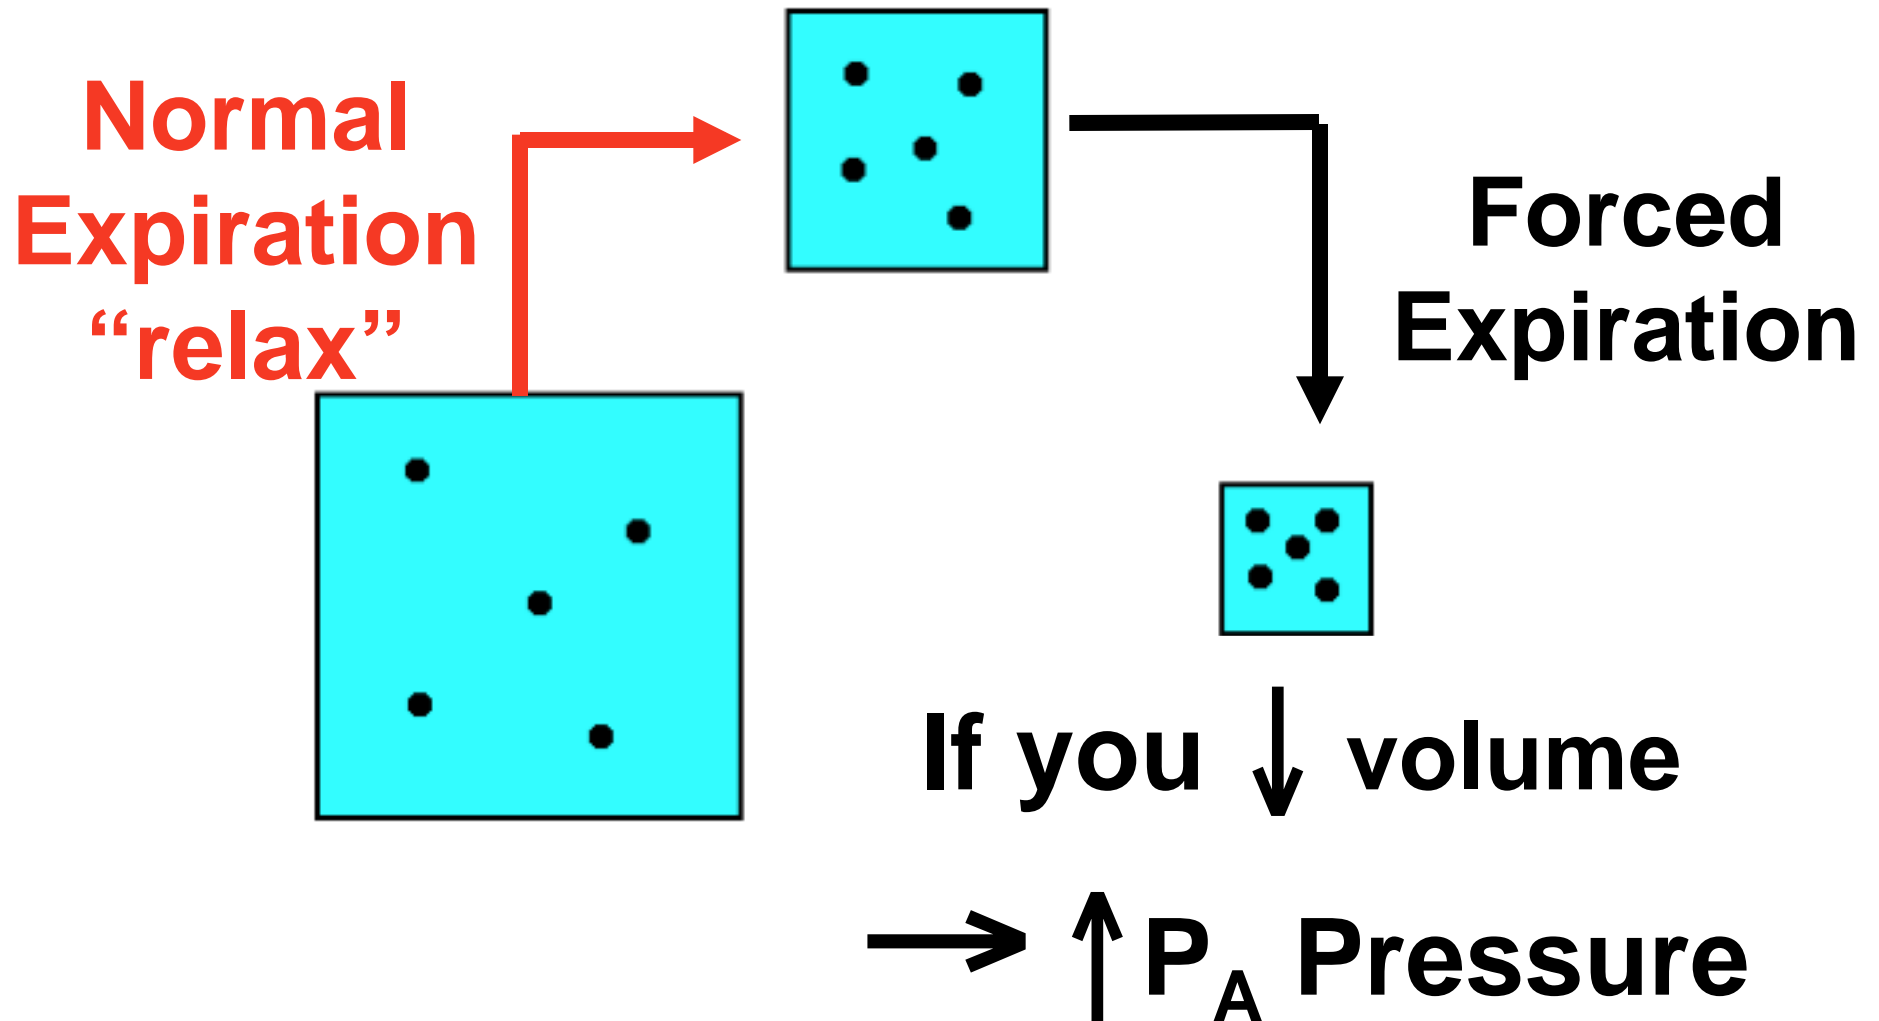 Normal
Expiration
“relax”
Forced
Expiration
If you ↓ volume
→ ↑ PA Pressure